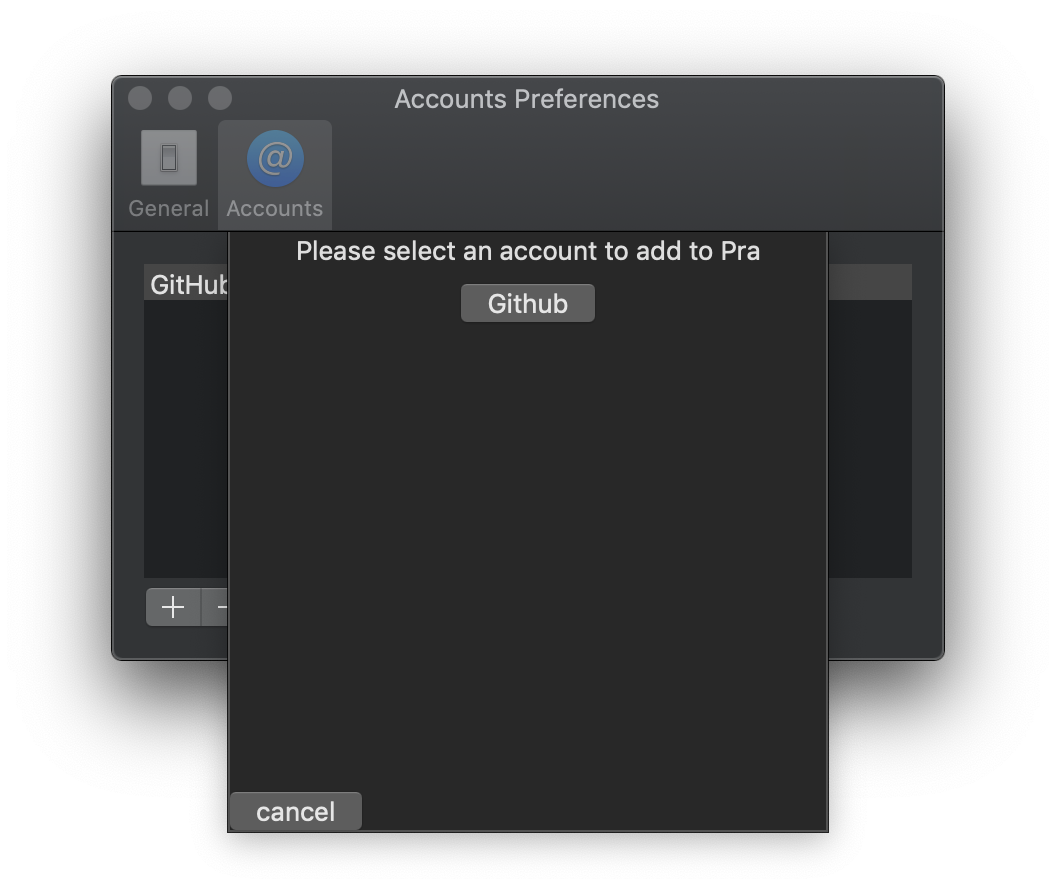 Accounts Preferences
@
General
Accounts
Please select an account to add to Pra
GitHub
Github
cancel